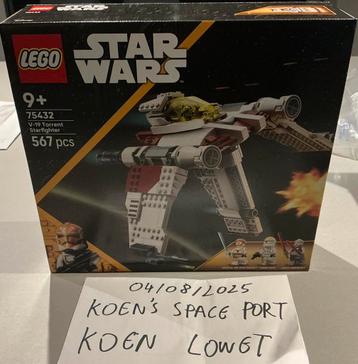 LEGO
STAR
WARS
9+
75432
V-19 Torrent
Starfighter
567 pcs
04/08/2025
KOEN'S SPACE PORT
KOEN LOWET